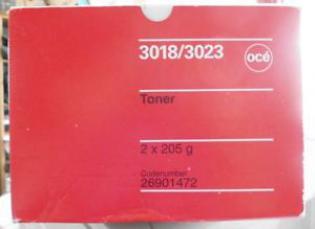 3018/3023
océ
Toner
2 x 205 g
Codenumber
26901472